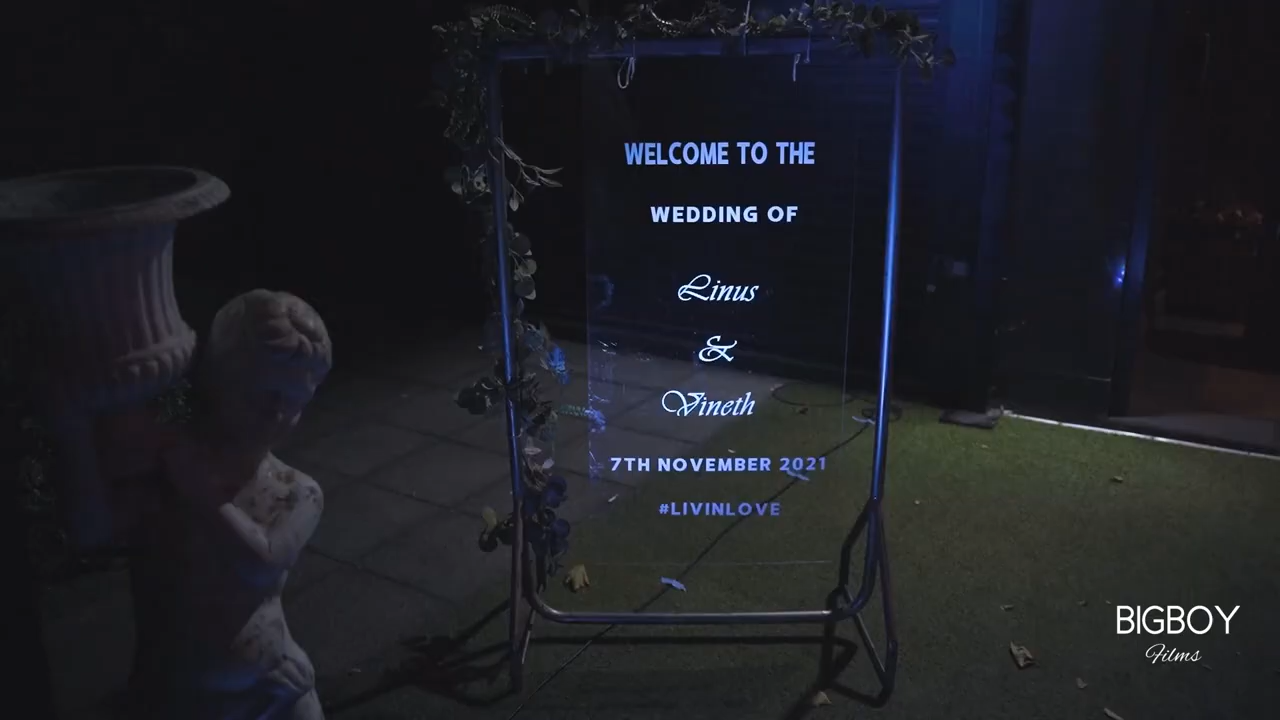 WELCOME TO THE
WEDDING OF
Linus
&
Vineth
7TH NOVEMBER 2021
#LIVINLOVE
BIGBOY
Films